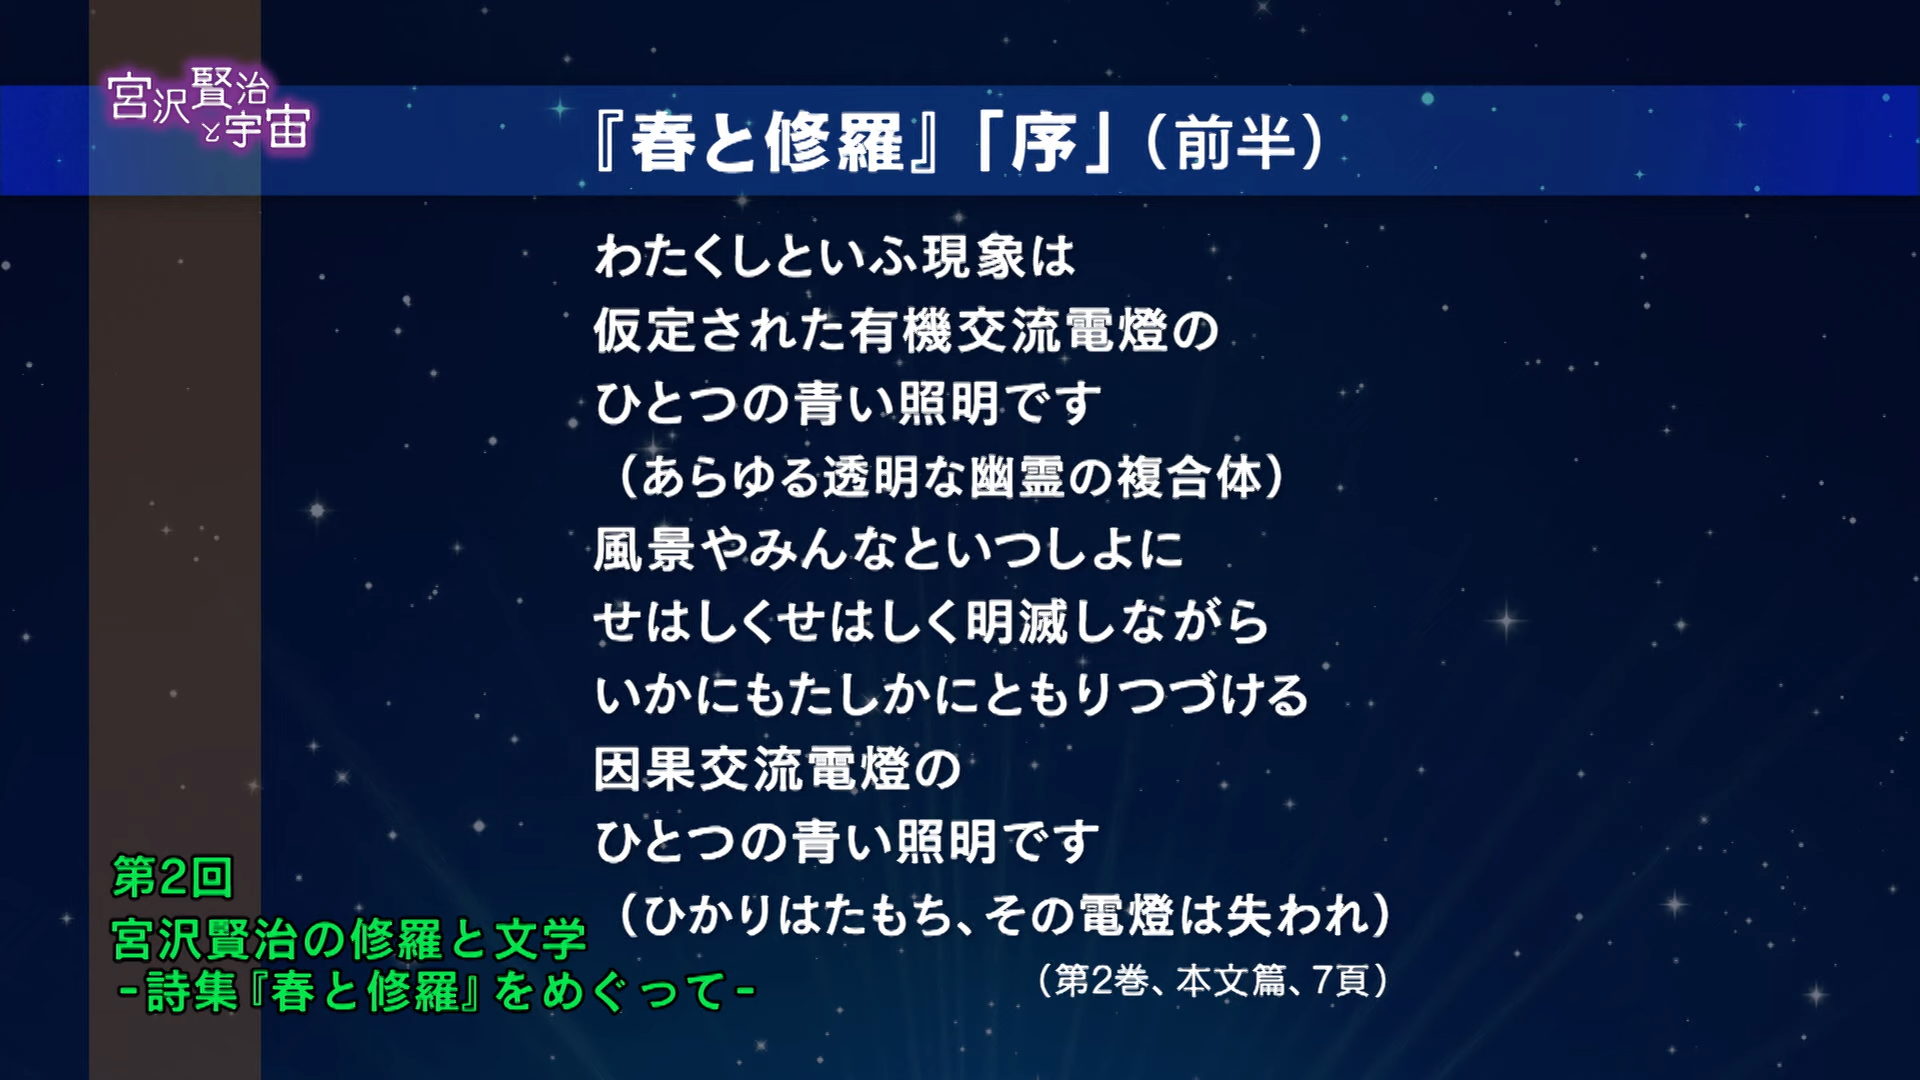 宮沢賢治
と宇宙
『春と修羅』「序」（前半）
わたくしといふ現象は
仮定された有機交流電燈の
ひとつの青い照明です
（あらゆる透明な幽霊の複合体）
風景やみんなといつしよに
せはしくせはしく明滅しながら
いかにもたしかにともりつづける
因果交流電燈の
ひとつの青い照明です
（ひかりはたもち、その電燈は失われ）
（第2巻、本文篇、7頁）
第2回
宮沢賢治の修羅と文学
-詩集『春と修羅』をめぐって-